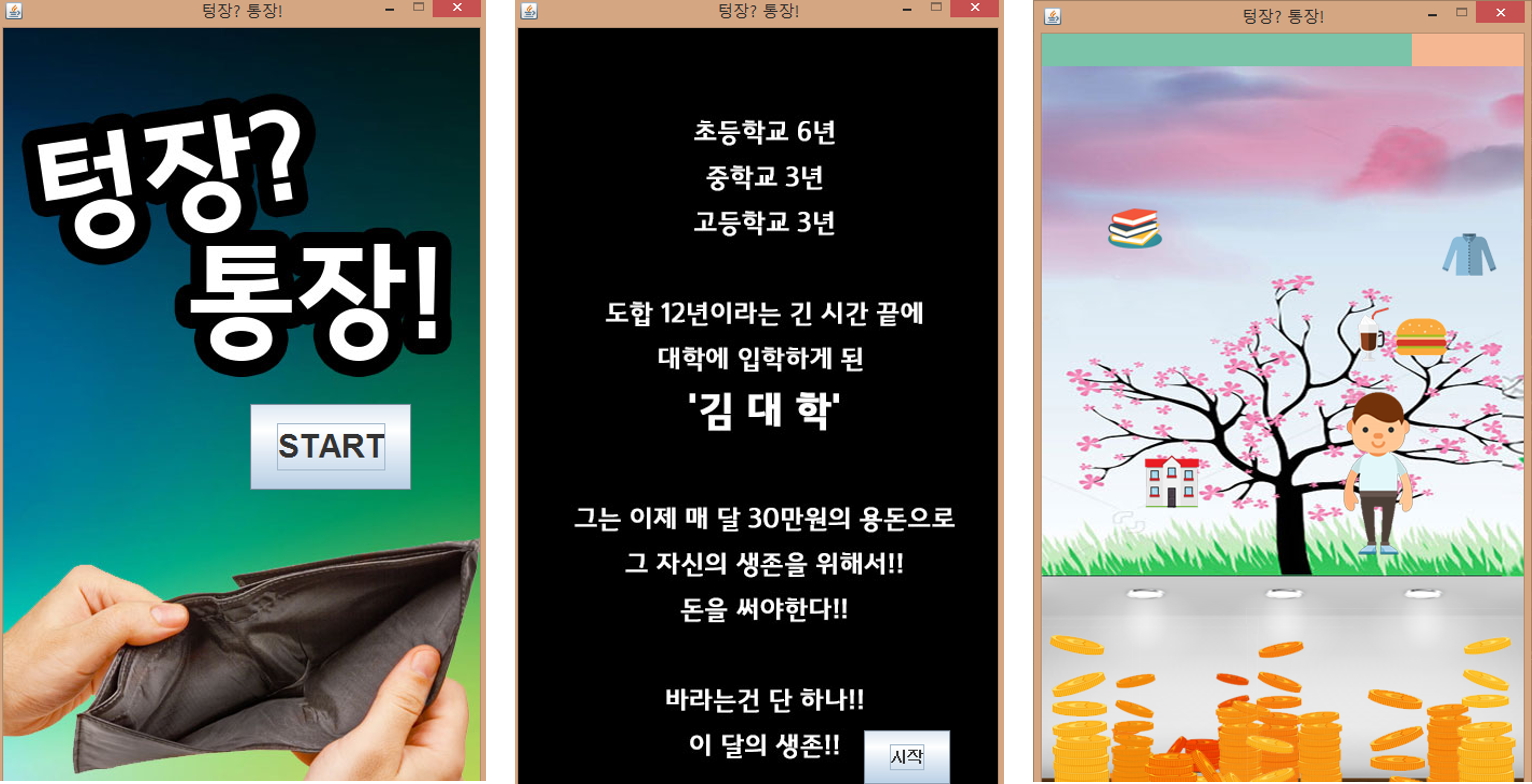 텅장? 통장!
텅장?
통장!
START
텅장? 통장!
초등학교 6년
중학교 3년
고등학교 3년
도합 12년이라는 긴 시간 끝에
대학에 입학하게 된
'김 대 학'
그는 이제 매 달 30만원의 용돈으로
그 자신의 생존을 위해서!!
돈을 써야한다!!
바라는건 단 하나!!
이 달의 생존!!
시작
텅장? 통장!